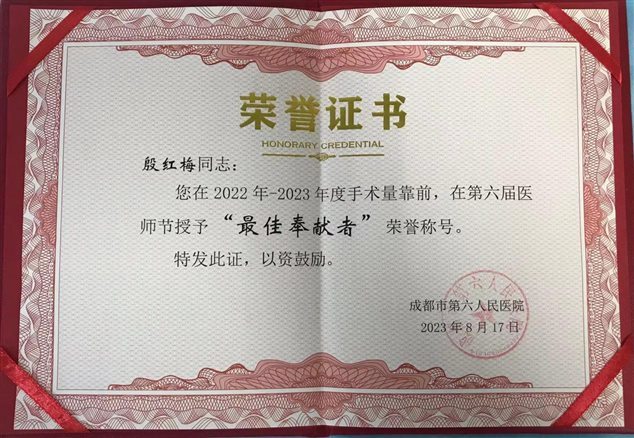 荣誉证书
HONORARY CREDENTIAL
殷红梅同志：
您在2022年-2023年度手术量靠前，在第六届医
师节授予“最佳奉献者”荣誉称号。
特发此证，以资鼓励。
成都市第六人民医院
2023年8月17日